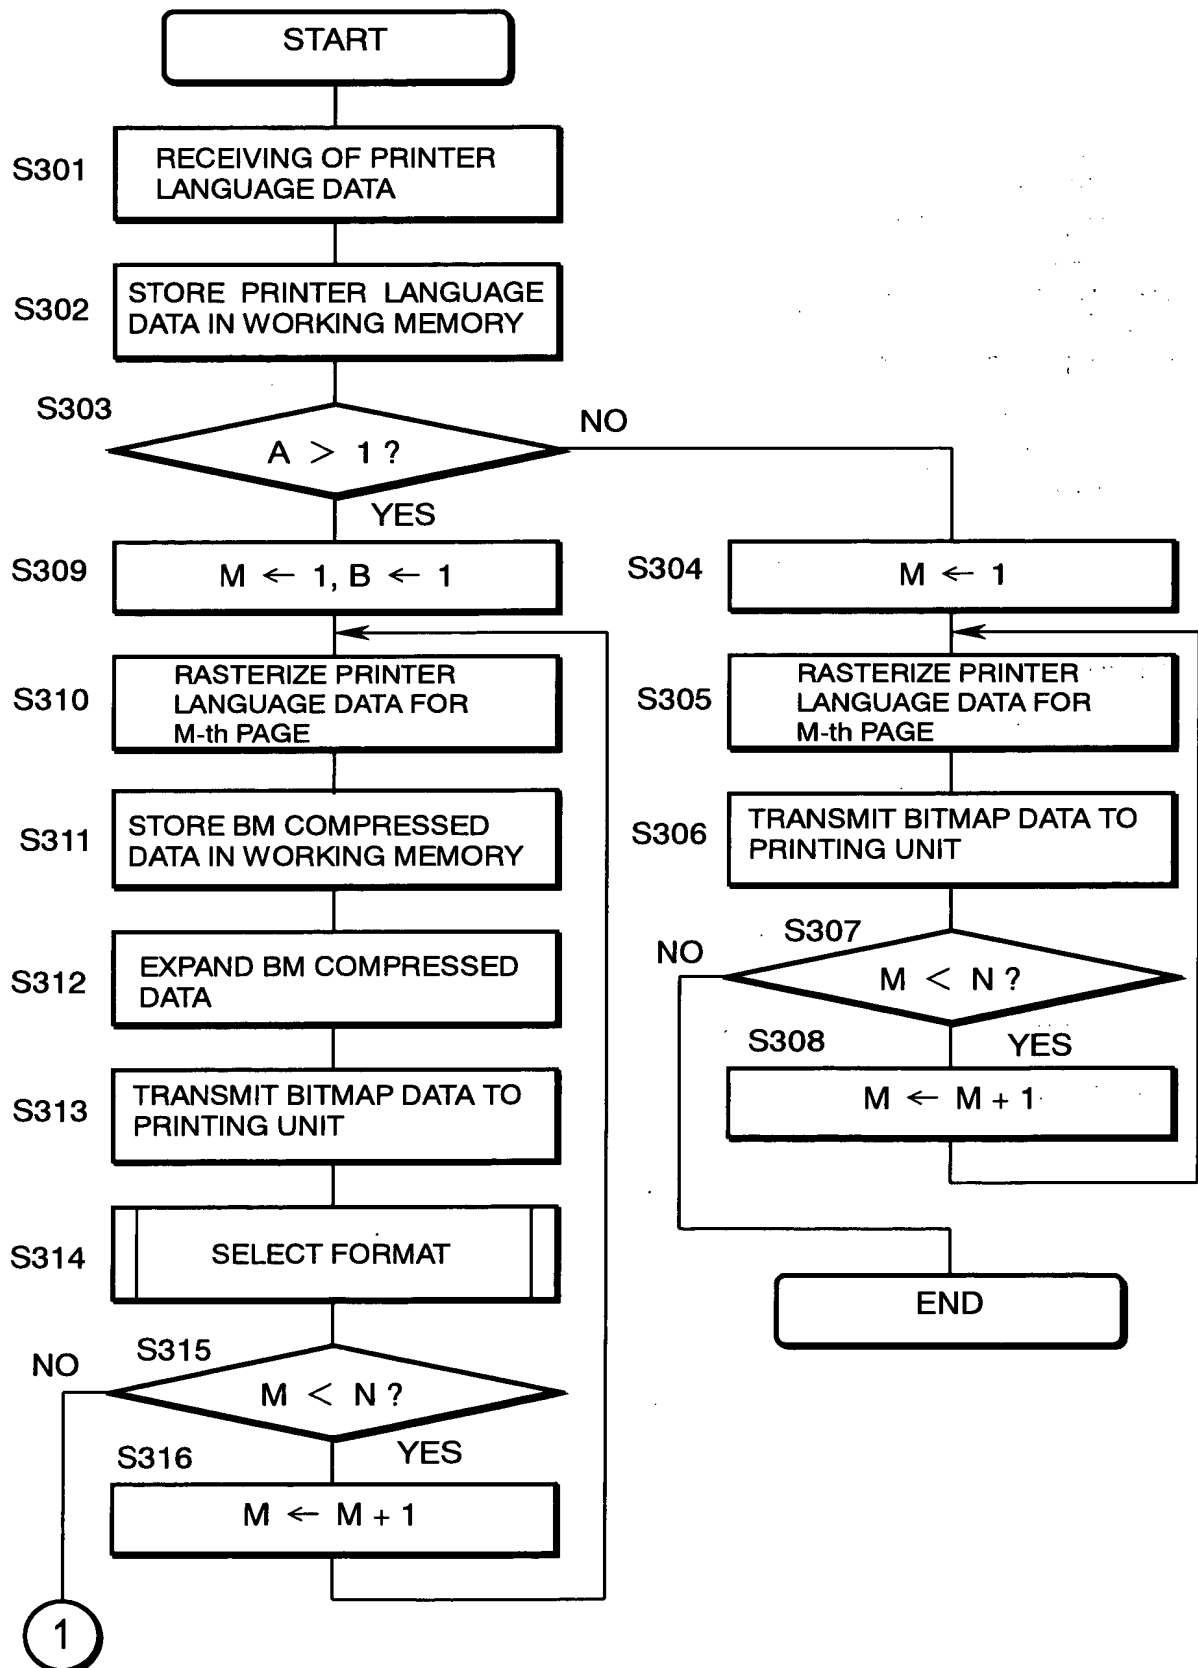 START
S301
RECEIVING OF PRINTER
LANGUAGE DATA
S302
STORE PRINTER LANGUAGE
DATA IN WORKING MEMORY
S303
A > 1 ?
NO
YES
S309
M ← 1, B ← 1
S310
RASTERIZE PRINTER
LANGUAGE DATA FOR
M-th PAGE
S311
STORE BM COMPRESSED
DATA IN WORKING MEMORY
S312
EXPAND BM COMPRESSED
DATA
S313
TRANSMIT BITMAP DATA TO
PRINTING UNIT
S314
SELECT FORMAT
S315
NO
M < N ?
YES
S316
M ← M + 1
1
S304
M ← 1
S305
RASTERIZE PRINTER
LANGUAGE DATA FOR
M-th PAGE
S306
TRANSMIT BITMAP DATA TO
PRINTING UNIT
S307
NO
M < N ?
YES
S308
M ← M + 1
END